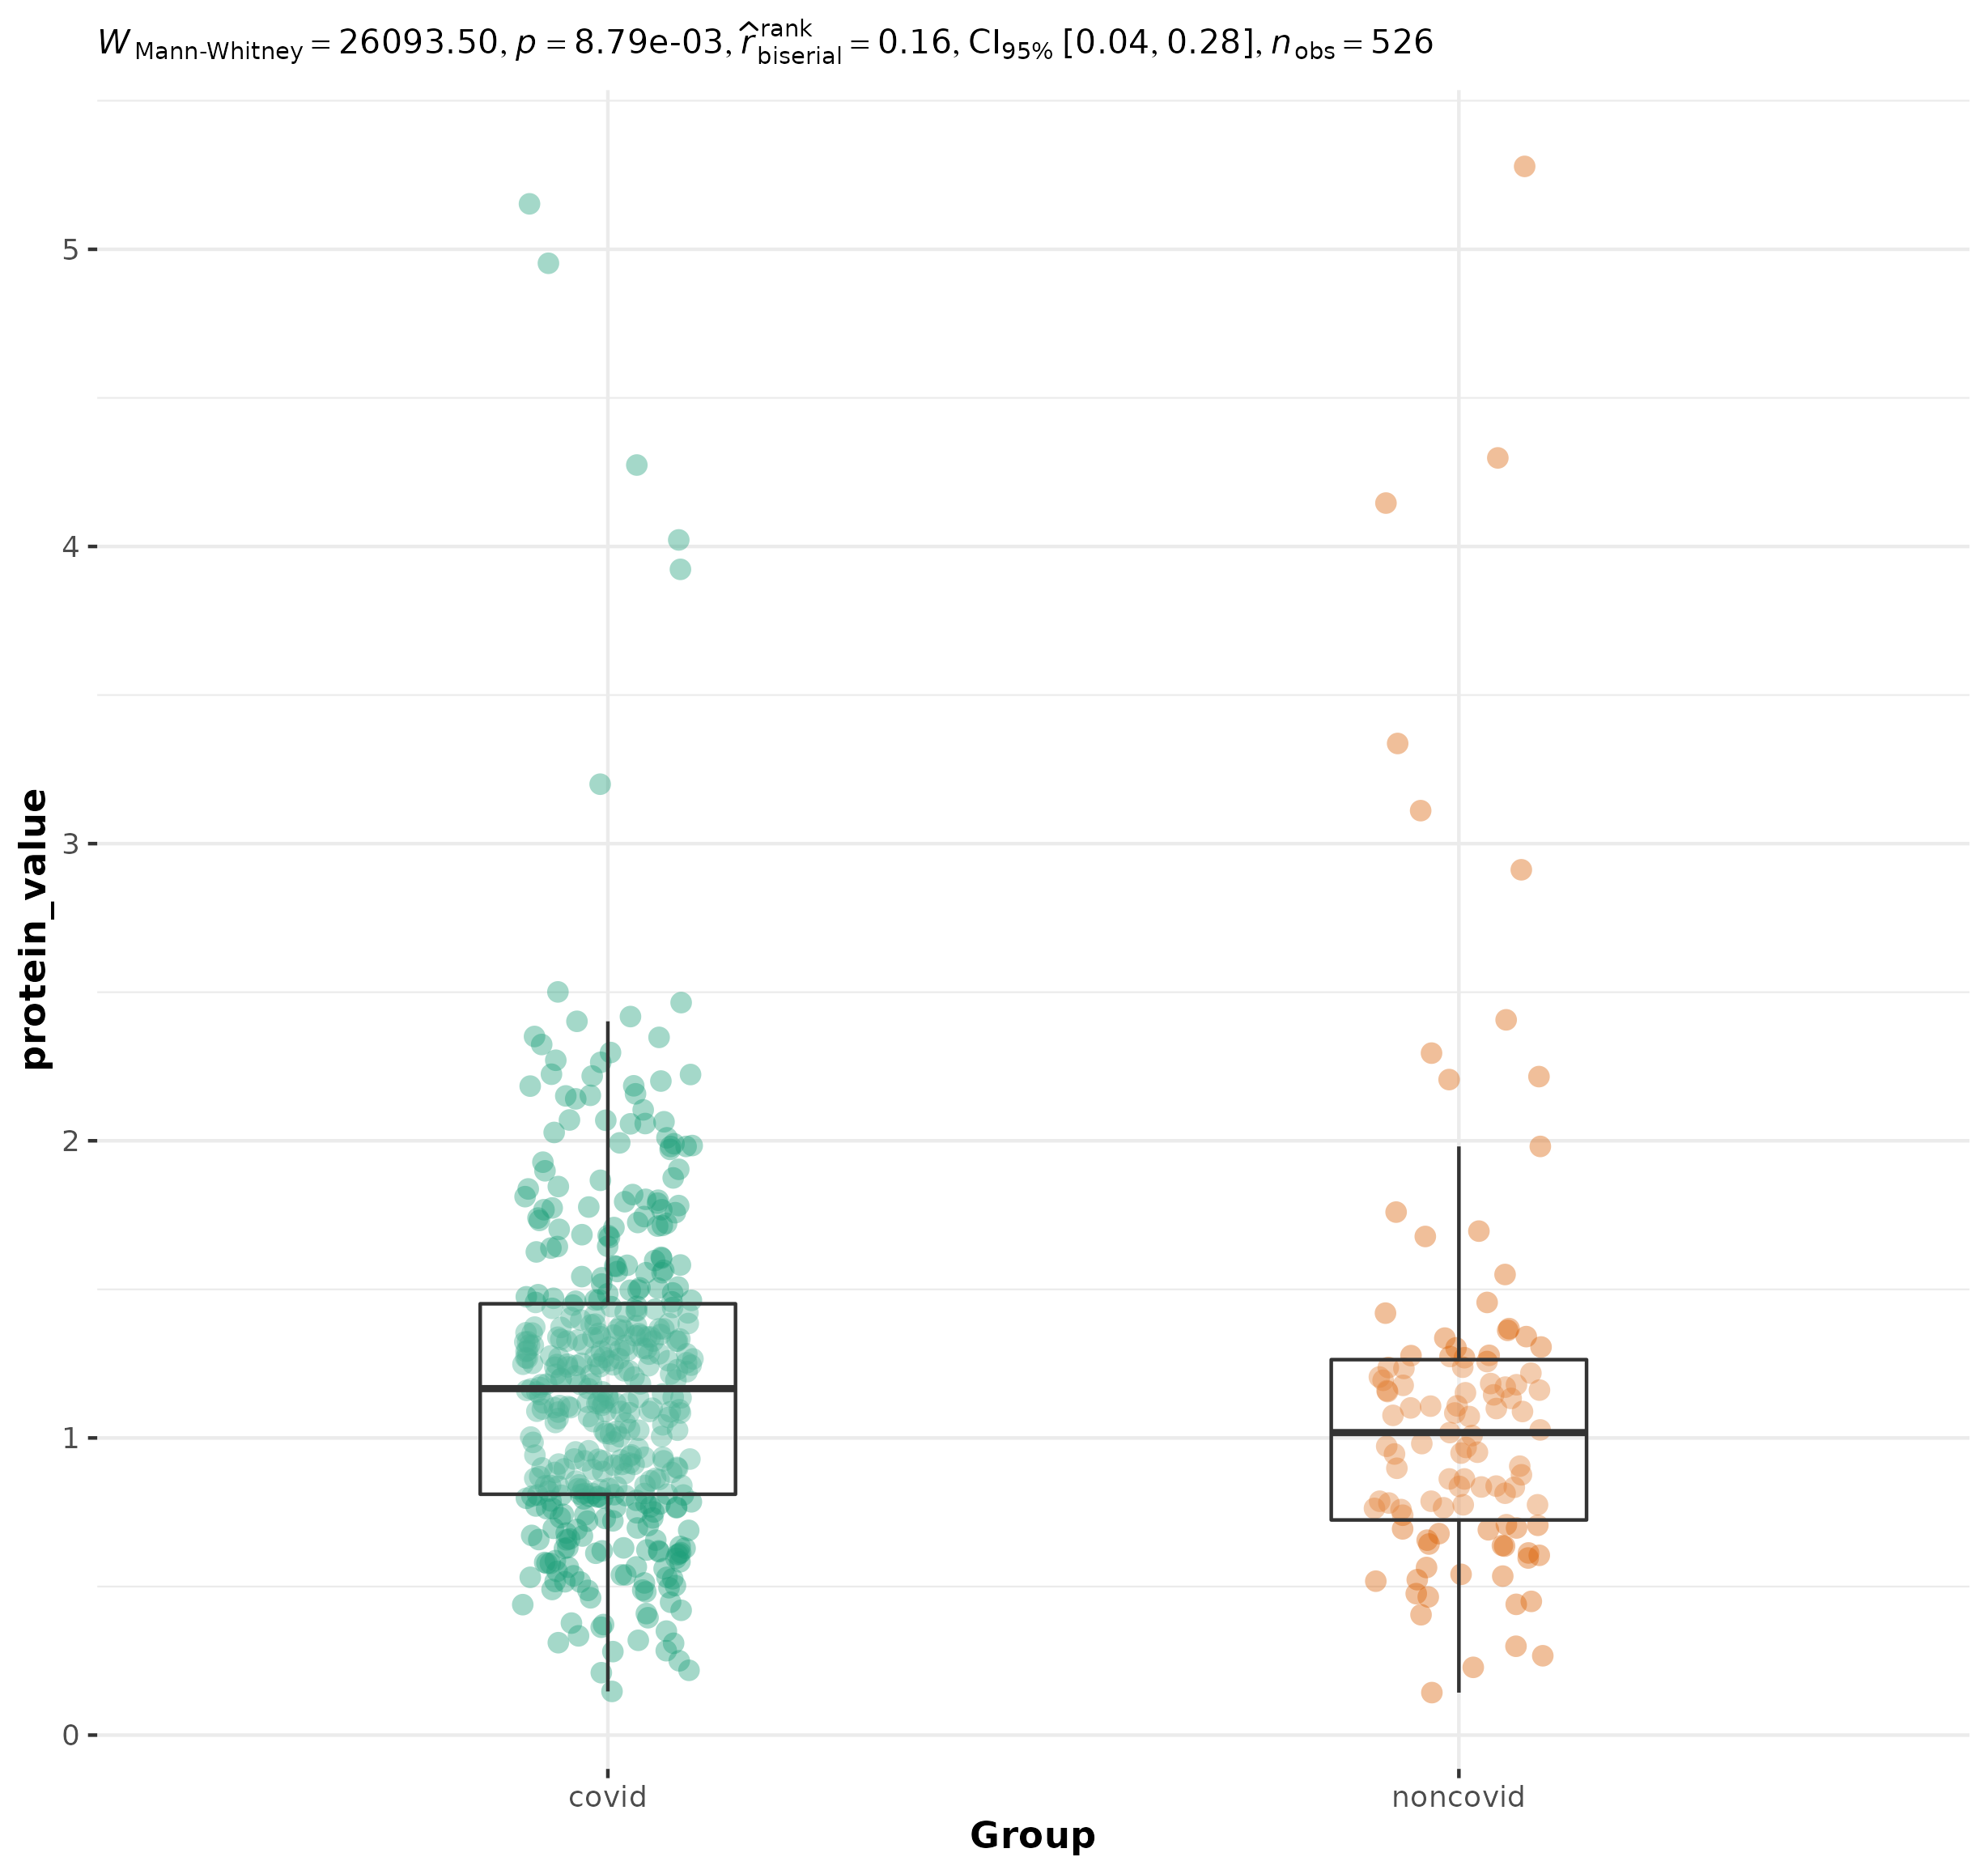 W Mann-Whitney = 26093.50, p = 8.79e-03, r̂ rank biserial = 0.16, CI95% [0.04, 0.28], n obs = 526
5
4
3
2
1
0
protein_value
covid noncovid
Group